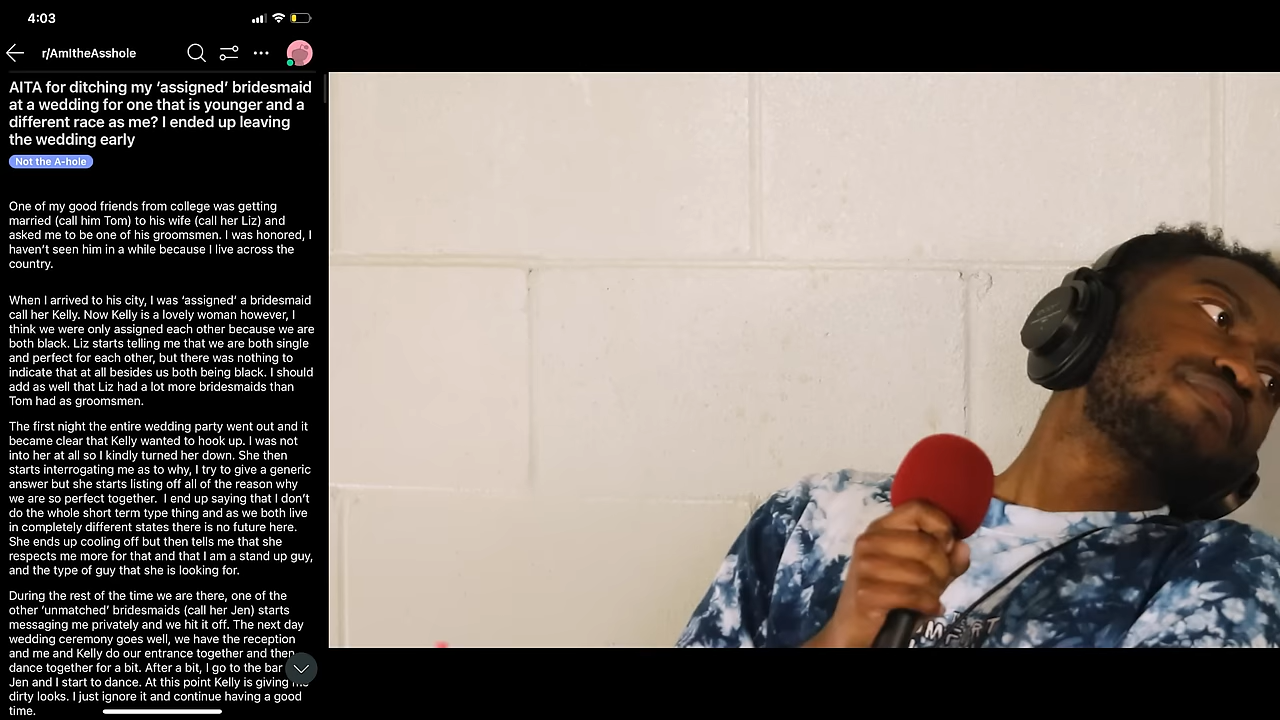 4:03
r/AmItheAsshole
AITA for ditching my ‘assigned’ bridesmaid
at a wedding for one that is younger and a
different race as me? I ended up leaving
the wedding early
Not the A-hole
One of my good friends from college was getting
married (call him Tom) to his wife (call her Liz) and
asked me to be one of his groomsmen. I was honored, I
haven’t seen him in a while because I live across the
country.
When I arrived to his city, I was ‘assigned’ a bridesmaid
call her Kelly. Now Kelly is a lovely woman however, I
think we were only assigned each other because we are
both black. Liz starts telling me that we are both single
and perfect for each other, but there was nothing to
indicate that at all besides us both being black. I should
add as well that Liz had a lot more bridesmaids than
Tom had as groomsmen.
The first night the entire wedding party went out and it
became clear that Kelly wanted to hook up. I was not
into her at all so I kindly turned her down. She then
starts interrogating me as to why, I try to give a generic
answer but she starts listing off all of the reason why
we are so perfect together.  I end up saying that I don’t
do the whole short term type thing and as we both live
in completely different states there is no future here.
She ends up cooling off but then tells me that she
respects me more for that and that I am a stand up guy,
and the type of guy that she is looking for.
During the rest of the time we are there, one of the
other ‘unmatched’ bridesmaids (call her Jen) starts
messaging me privately and we hit it off. The next day
wedding ceremony goes well, we have the reception
and me and Kelly do our entrance together and then
dance together for a bit. After a bit, I go to the bar
Jen and I start to dance. At this point Kelly is giving me
dirty looks. I just ignore it and continue having a good
time.